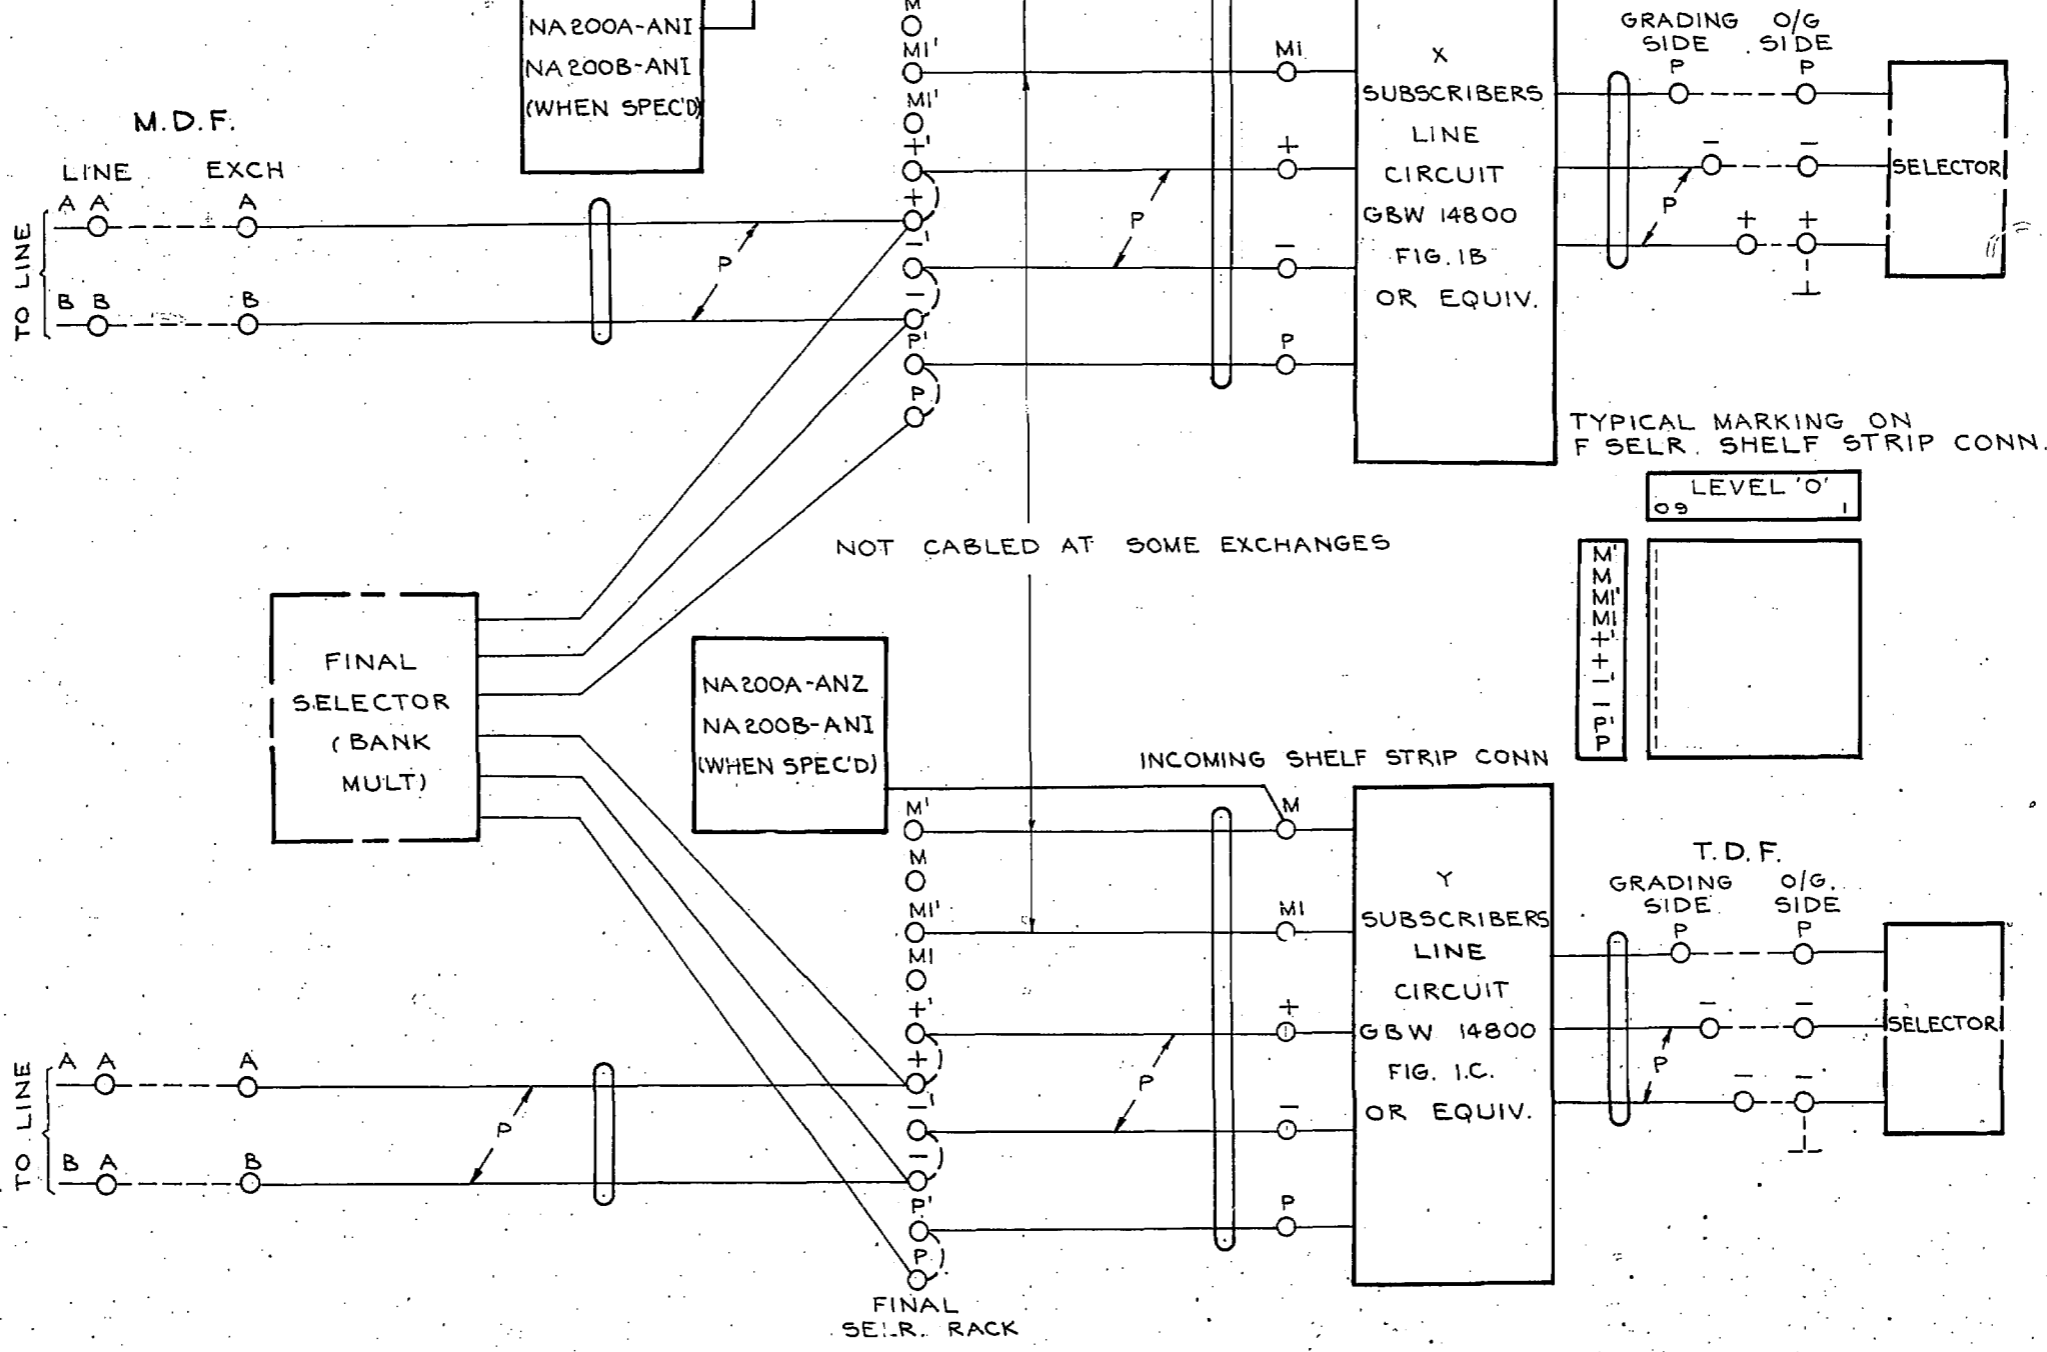 NA200A-ANI
NA200B-ANI
(WHEN SPEC'D)
M.D.F.
LINE EXCH
A A A
B B B
TO LINE
P
M
MI'
MI'
+'
+
-'
-
P'
P
MI
+
-
P
P
X
SUBSCRIBERS
LINE
CIRCUIT
GBW 14800
FIG. 1B
OR EQUIV.
GRADING O/G
SIDE SIDE
P P
- -
+ +
P
SELECTOR
TYPICAL MARKING ON
F SELR. SHELF STRIP CONN.
LEVEL 'O'
09 1
M'
M
MI'
MI
+'
+
-'
-
P'
P
NOT CABLED AT SOME EXCHANGES
FINAL
SELECTOR
(BANK
MULT)
NA200A-ANZ
NA200B-ANI
(WHEN SPEC'D)
INCOMING SHELF STRIP CONN
M'
M
MI'
MI
+'
+
-'
-
P'
P
FINAL
SELR. RACK
M
MI
+
-
P
P
Y
SUBSCRIBERS
LINE
CIRCUIT
GBW 14800
FIG. 1.C.
OR EQUIV.
T.D.F.
GRADING O/G.
SIDE SIDE
P P
- -
- -
P
SELECTOR
A A A
B A B
TO LINE
P